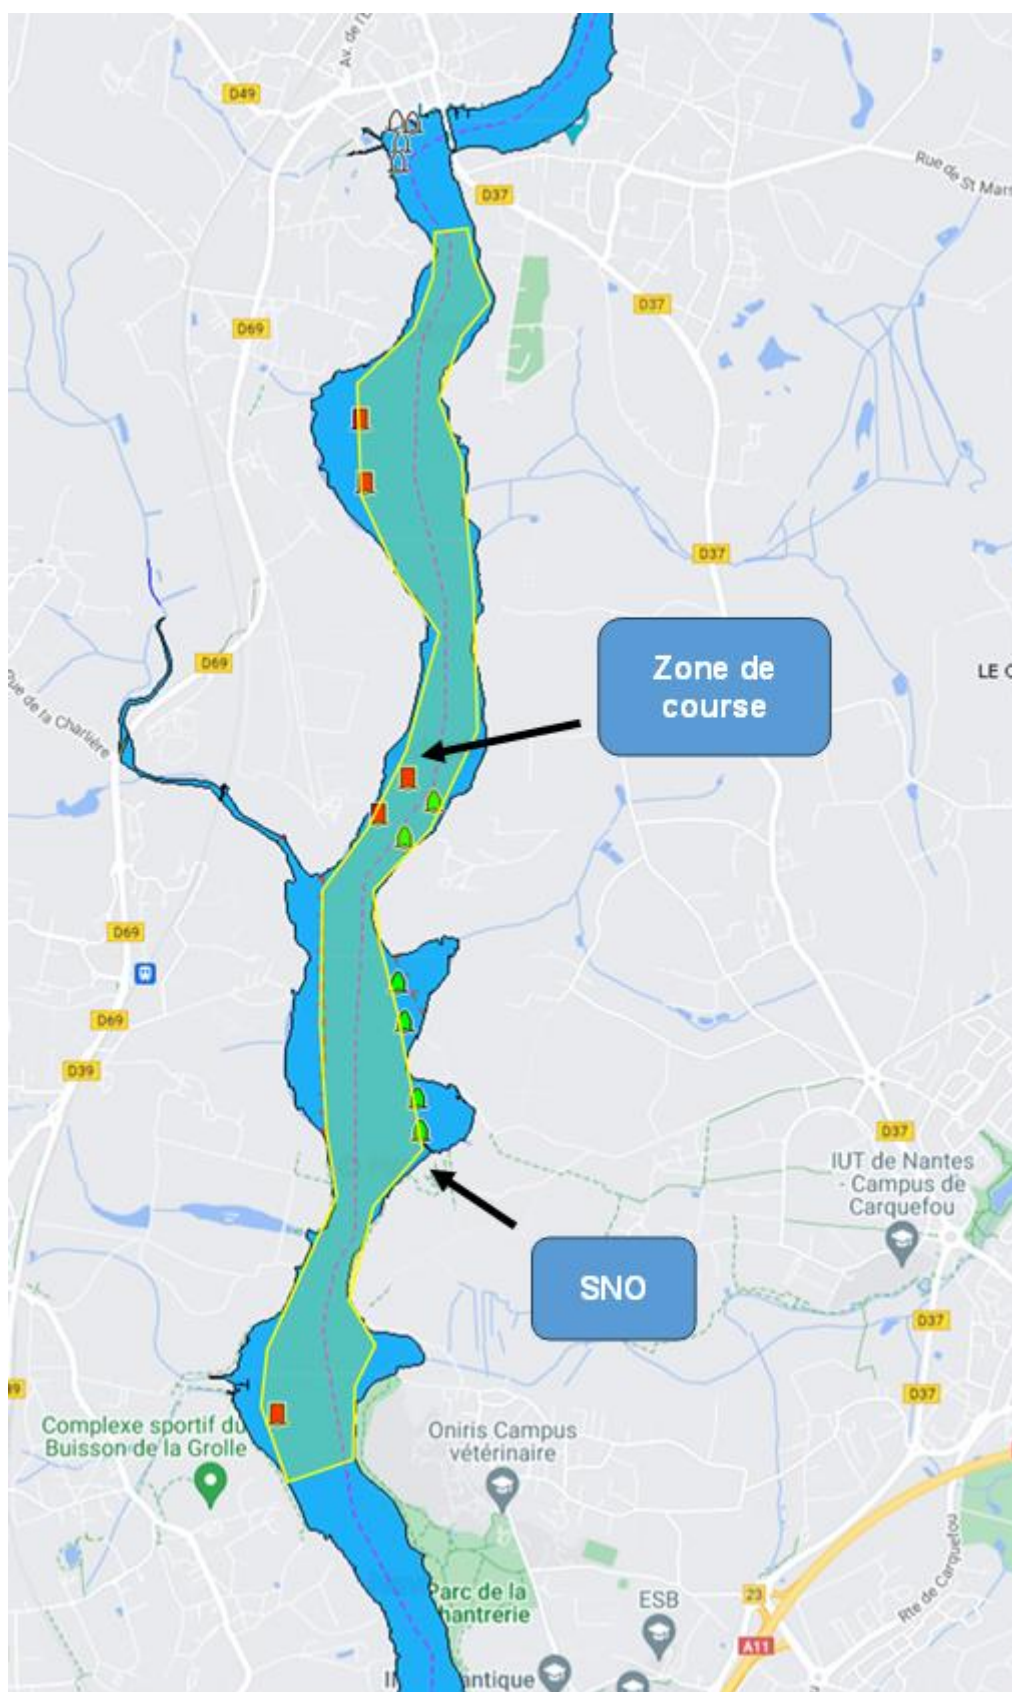 Av. de l'E
D49
Rue de St Mars
D37
D37
D69
D37
Zone de
course
LE C
D69
Rue de la Charlière
D69
D69
D39
D37
IUT de Nantes
- Campus de
Carquefou
SNO
D37
D37
39
Complexe sportif du
Buisson de la Grolle
Oniris Campus
vétérinaire
Rte de Carquefou
Parc de la
hantrerie
ESB
23
A11
antique